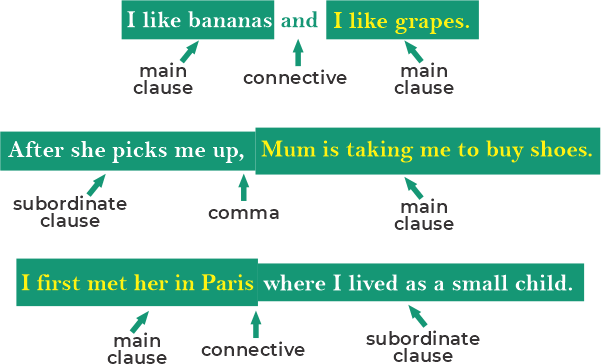 I like bananas and I like grapes.
main clause
connective
main clause
After she picks me up, Mum is taking me to buy shoes.
subordinate clause
comma
main clause
I first met her in Paris where I lived as a small child.
main clause
connective
subordinate clause